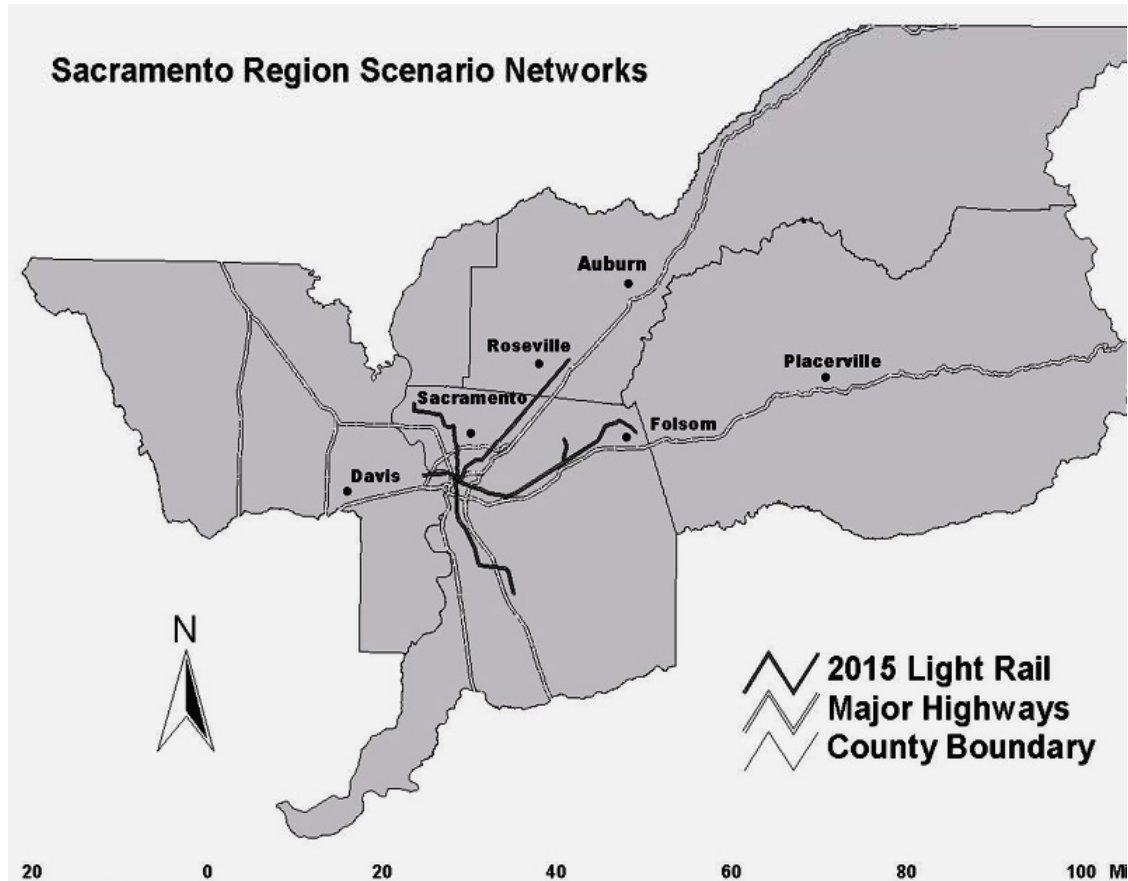 Sacramento Region Scenario Networks
Auburn
Roseville
Placerville
Sacramento
Folsom
Davis
N
2015 Light Rail
Major Highways
County Boundary
20 0 20 40 60 80 100 Mi